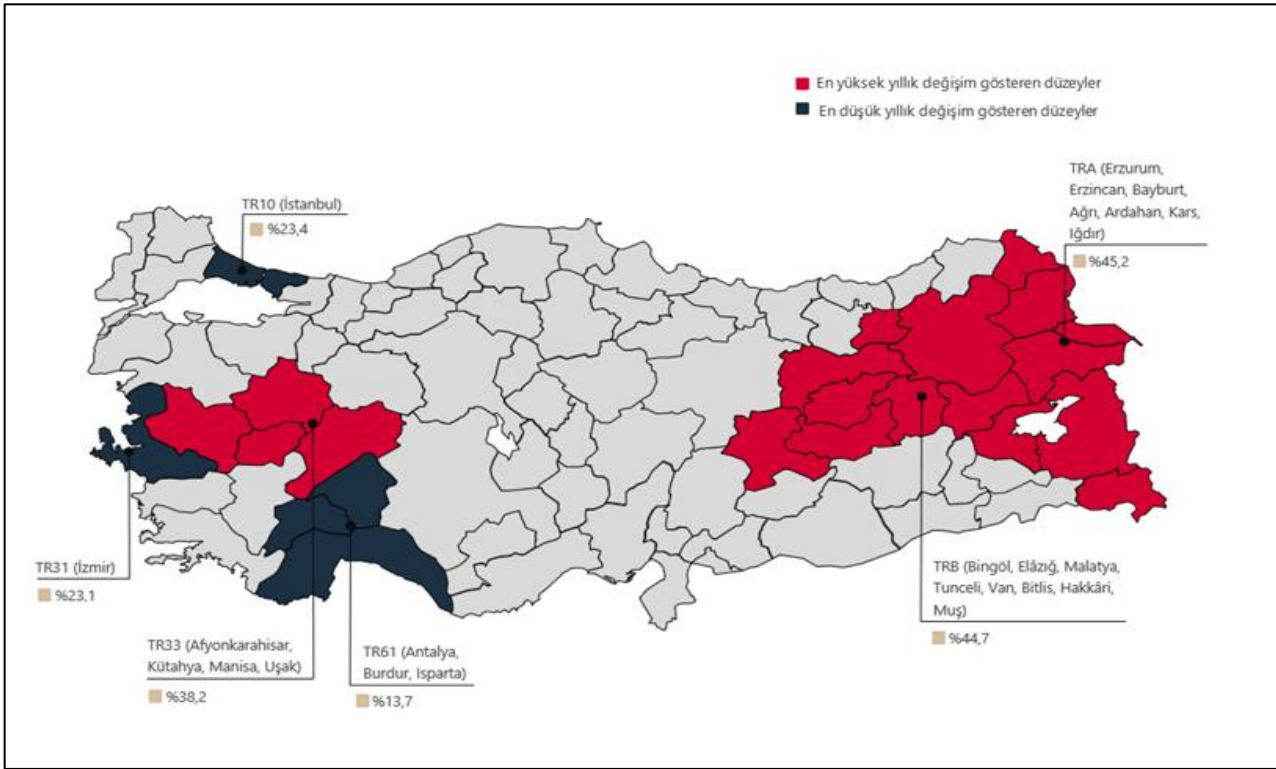 En yüksek yıllık değişim gösteren düzeyler
En düşük yıllık değişim gösteren düzeyler
TRA (Erzurum,
Erzincan, Bayburt,
Ağrı, Ardahan, Kars,
Iğdır)
%45,2
TR10 (İstanbul)
%23,4
TR31 (İzmir)
%23,1
TR33 (Afyonkarahisar,
Kütahya, Manisa, Uşak)
%38,2
TR61 (Antalya,
Burdur, Isparta)
%13,7
TRB (Bingöl, Elâzığ, Malatya,
Tunceli, Van, Bitlis, Hakkâri,
Muş)
%44,7